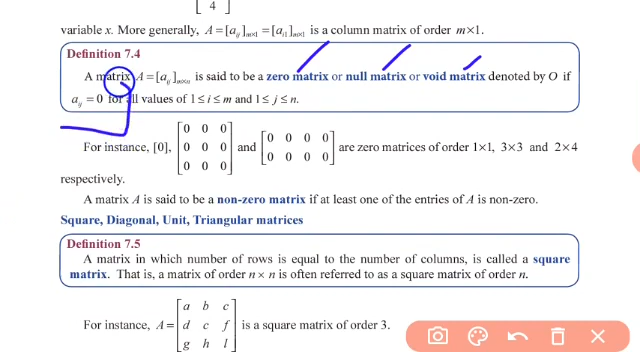 4
variable x. More generally, A = [aij]m×1 = [ai1]m×1 is a column matrix of order m×1.
Definition 7.4
A matrix A = [aij]m×n is said to be a zero matrix or null matrix or void matrix denoted by O if
aij = 0 for all values of 1 ≤ i ≤ m and 1 ≤ j ≤ n.
For instance, [0], [0 0 0; 0 0 0; 0 0 0] and [0 0 0 0; 0 0 0 0] are zero matrices of order 1×1, 3×3 and 2×4
respectively.
A matrix A is said to be a non-zero matrix if at least one of the entries of A is non-zero.
Square, Diagonal, Unit, Triangular matrices
Definition 7.5
A matrix in which number of rows is equal to the number of columns, is called a square
matrix. That is, a matrix of order n × n is often referred to as a square matrix of order n.
For instance, A = [a b c; d c f; g h l] is a square matrix of order 3.